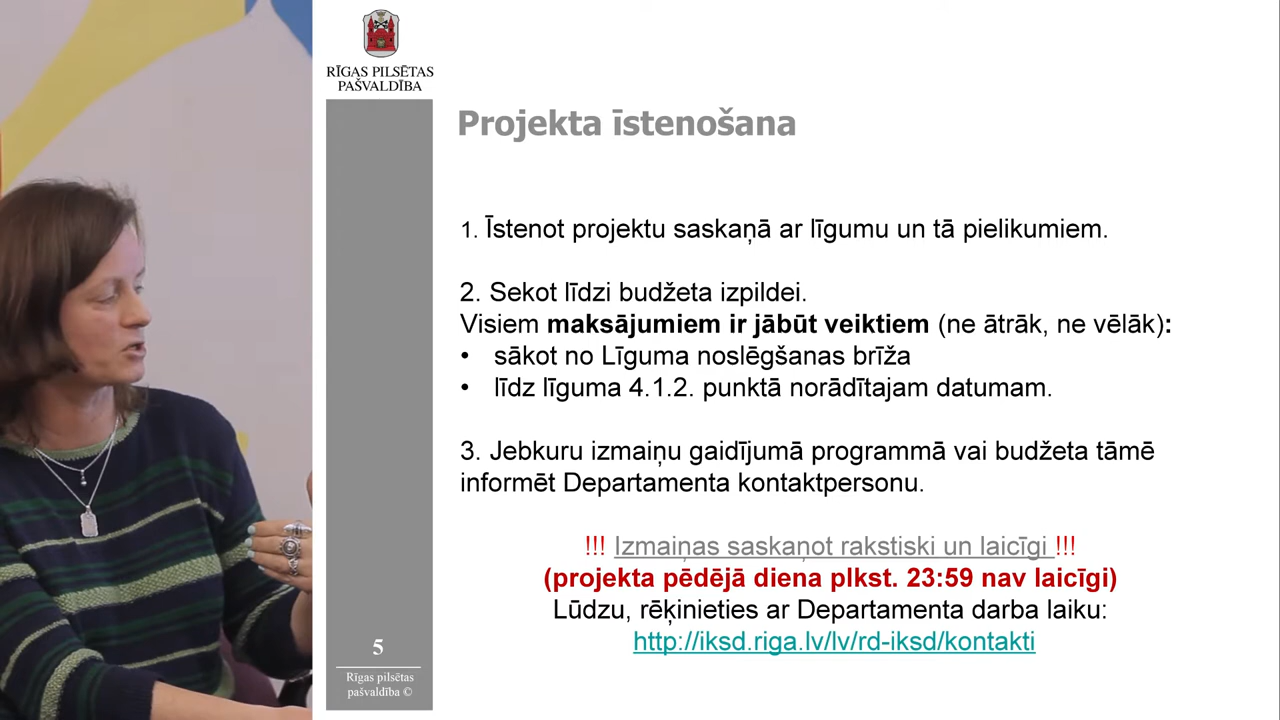 RĪGAS PILSĒTAS
PAŠVALDĪBA
Projekta īstenošana
1. Īstenot projektu saskaņā ar līgumu un tā pielikumiem.
2. Sekot līdzi budžeta izpildei.
Visiem maksājumiem ir jābūt veiktiem (ne ātrāk, ne vēlāk):
• sākot no Līguma noslēgšanas brīža
• līdz līguma 4.1.2. punktā norādītajam datumam.
3. Jebkuru izmaiņu gaidījumā programmā vai budžeta tāmē
informēt Departamenta kontaktpersonu.
!!! Izmaiņas saskaņot rakstiski un laicīgi !!!
(projekta pēdējā diena plkst. 23:59 nav laicīgi)
Lūdzu, rēķinieties ar Departamenta darba laiku:
http://iksd.riga.lv/lv/rd-iksd/kontakti
5
Rīgas pilsētas
pašvaldība ©